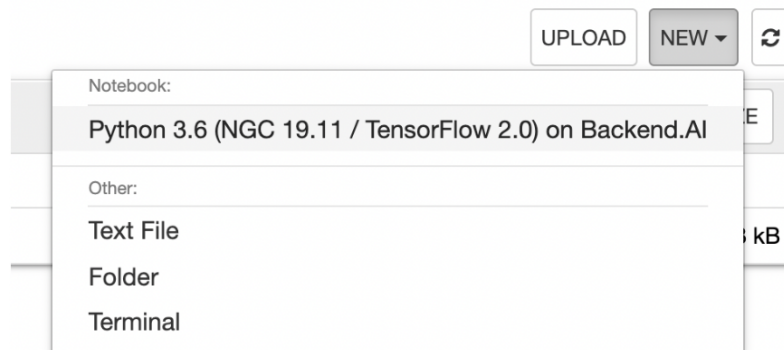 UPLOAD NEW
Notebook:
Python 3.6 (NGC 19.11 / TensorFlow 2.0) on Backend.AI
Other:
Text File
kB
Folder
Terminal